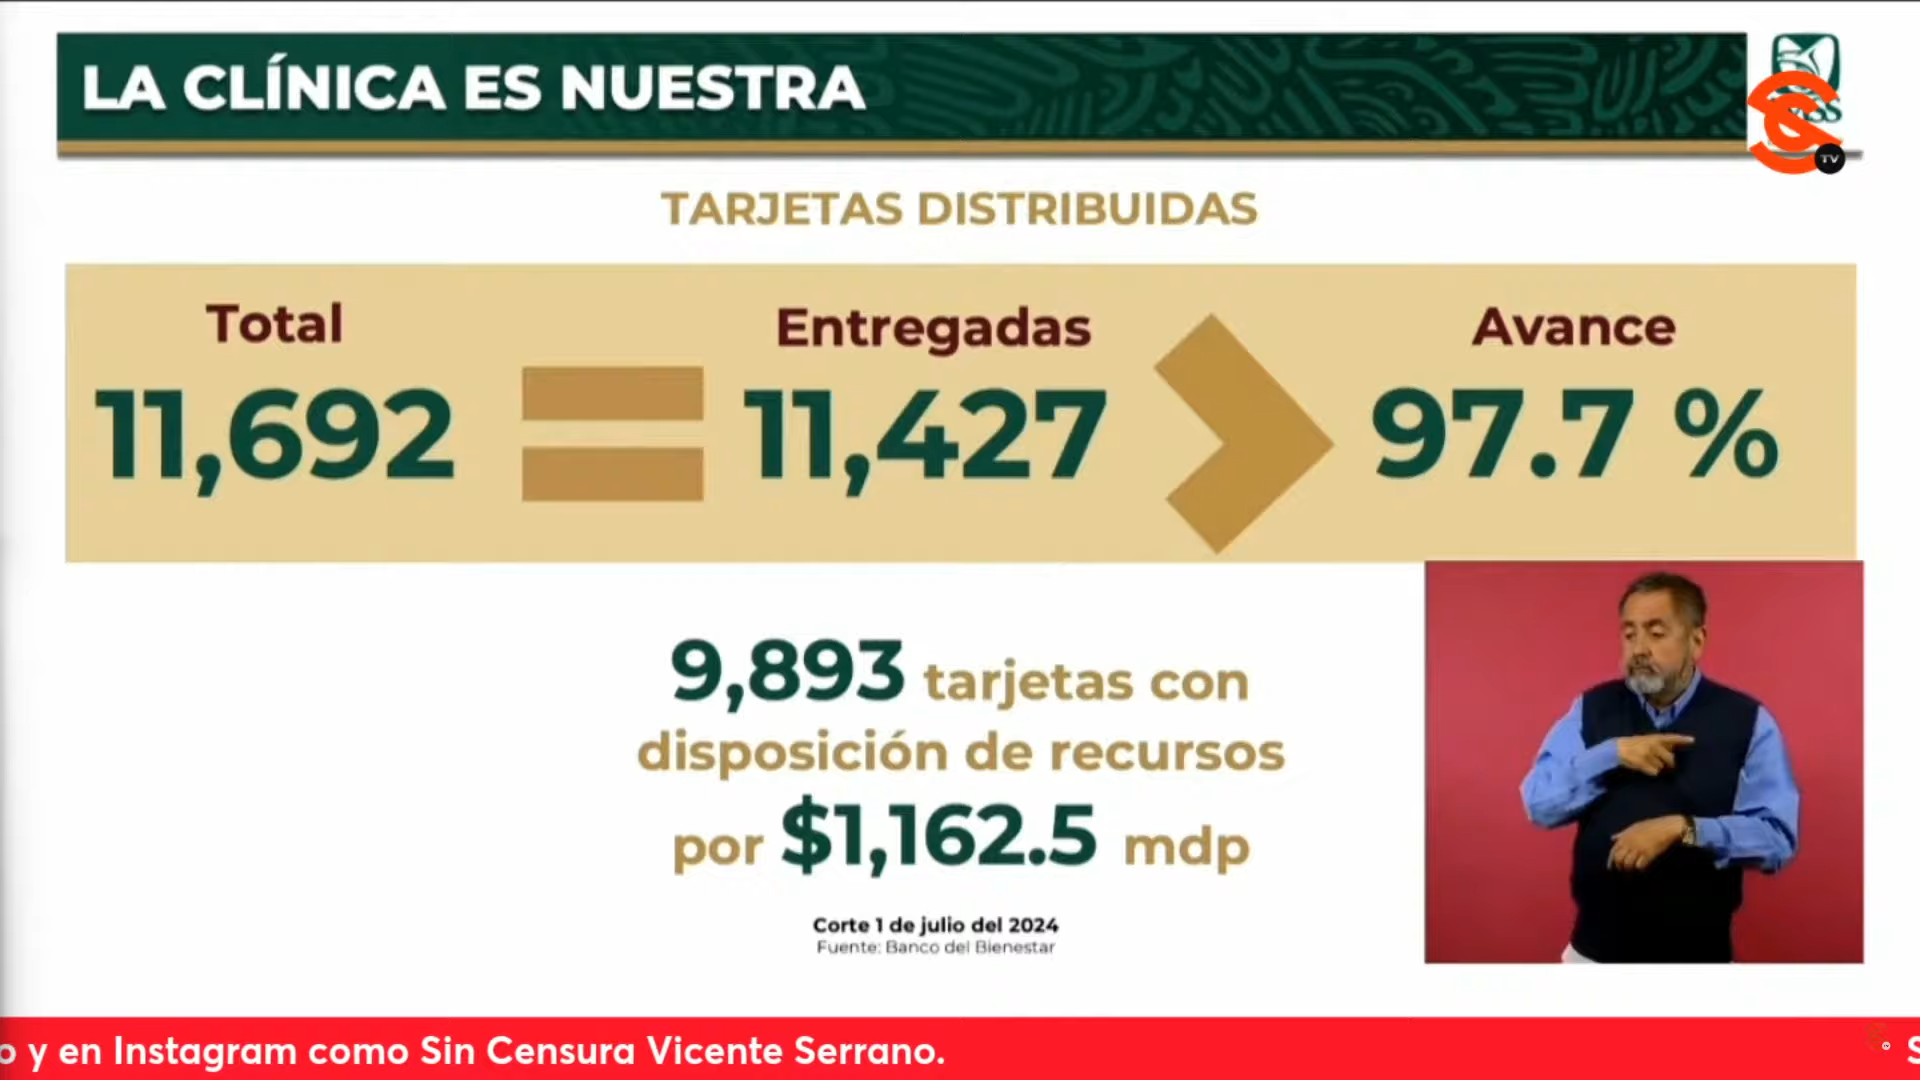 LA CLÍNICA ES NUESTRA
TV
TARJETAS DISTRIBUIDAS
Total
Entregadas
Avance
11,692
11,427
97.7 %
9,893 tarjetas con
disposición de recursos
por $1,162.5 mdp
Corte 1 de julio del 2024
Fuente: Banco del Bienestar
o y en Instagram como Sin Censura Vicente Serrano.
S